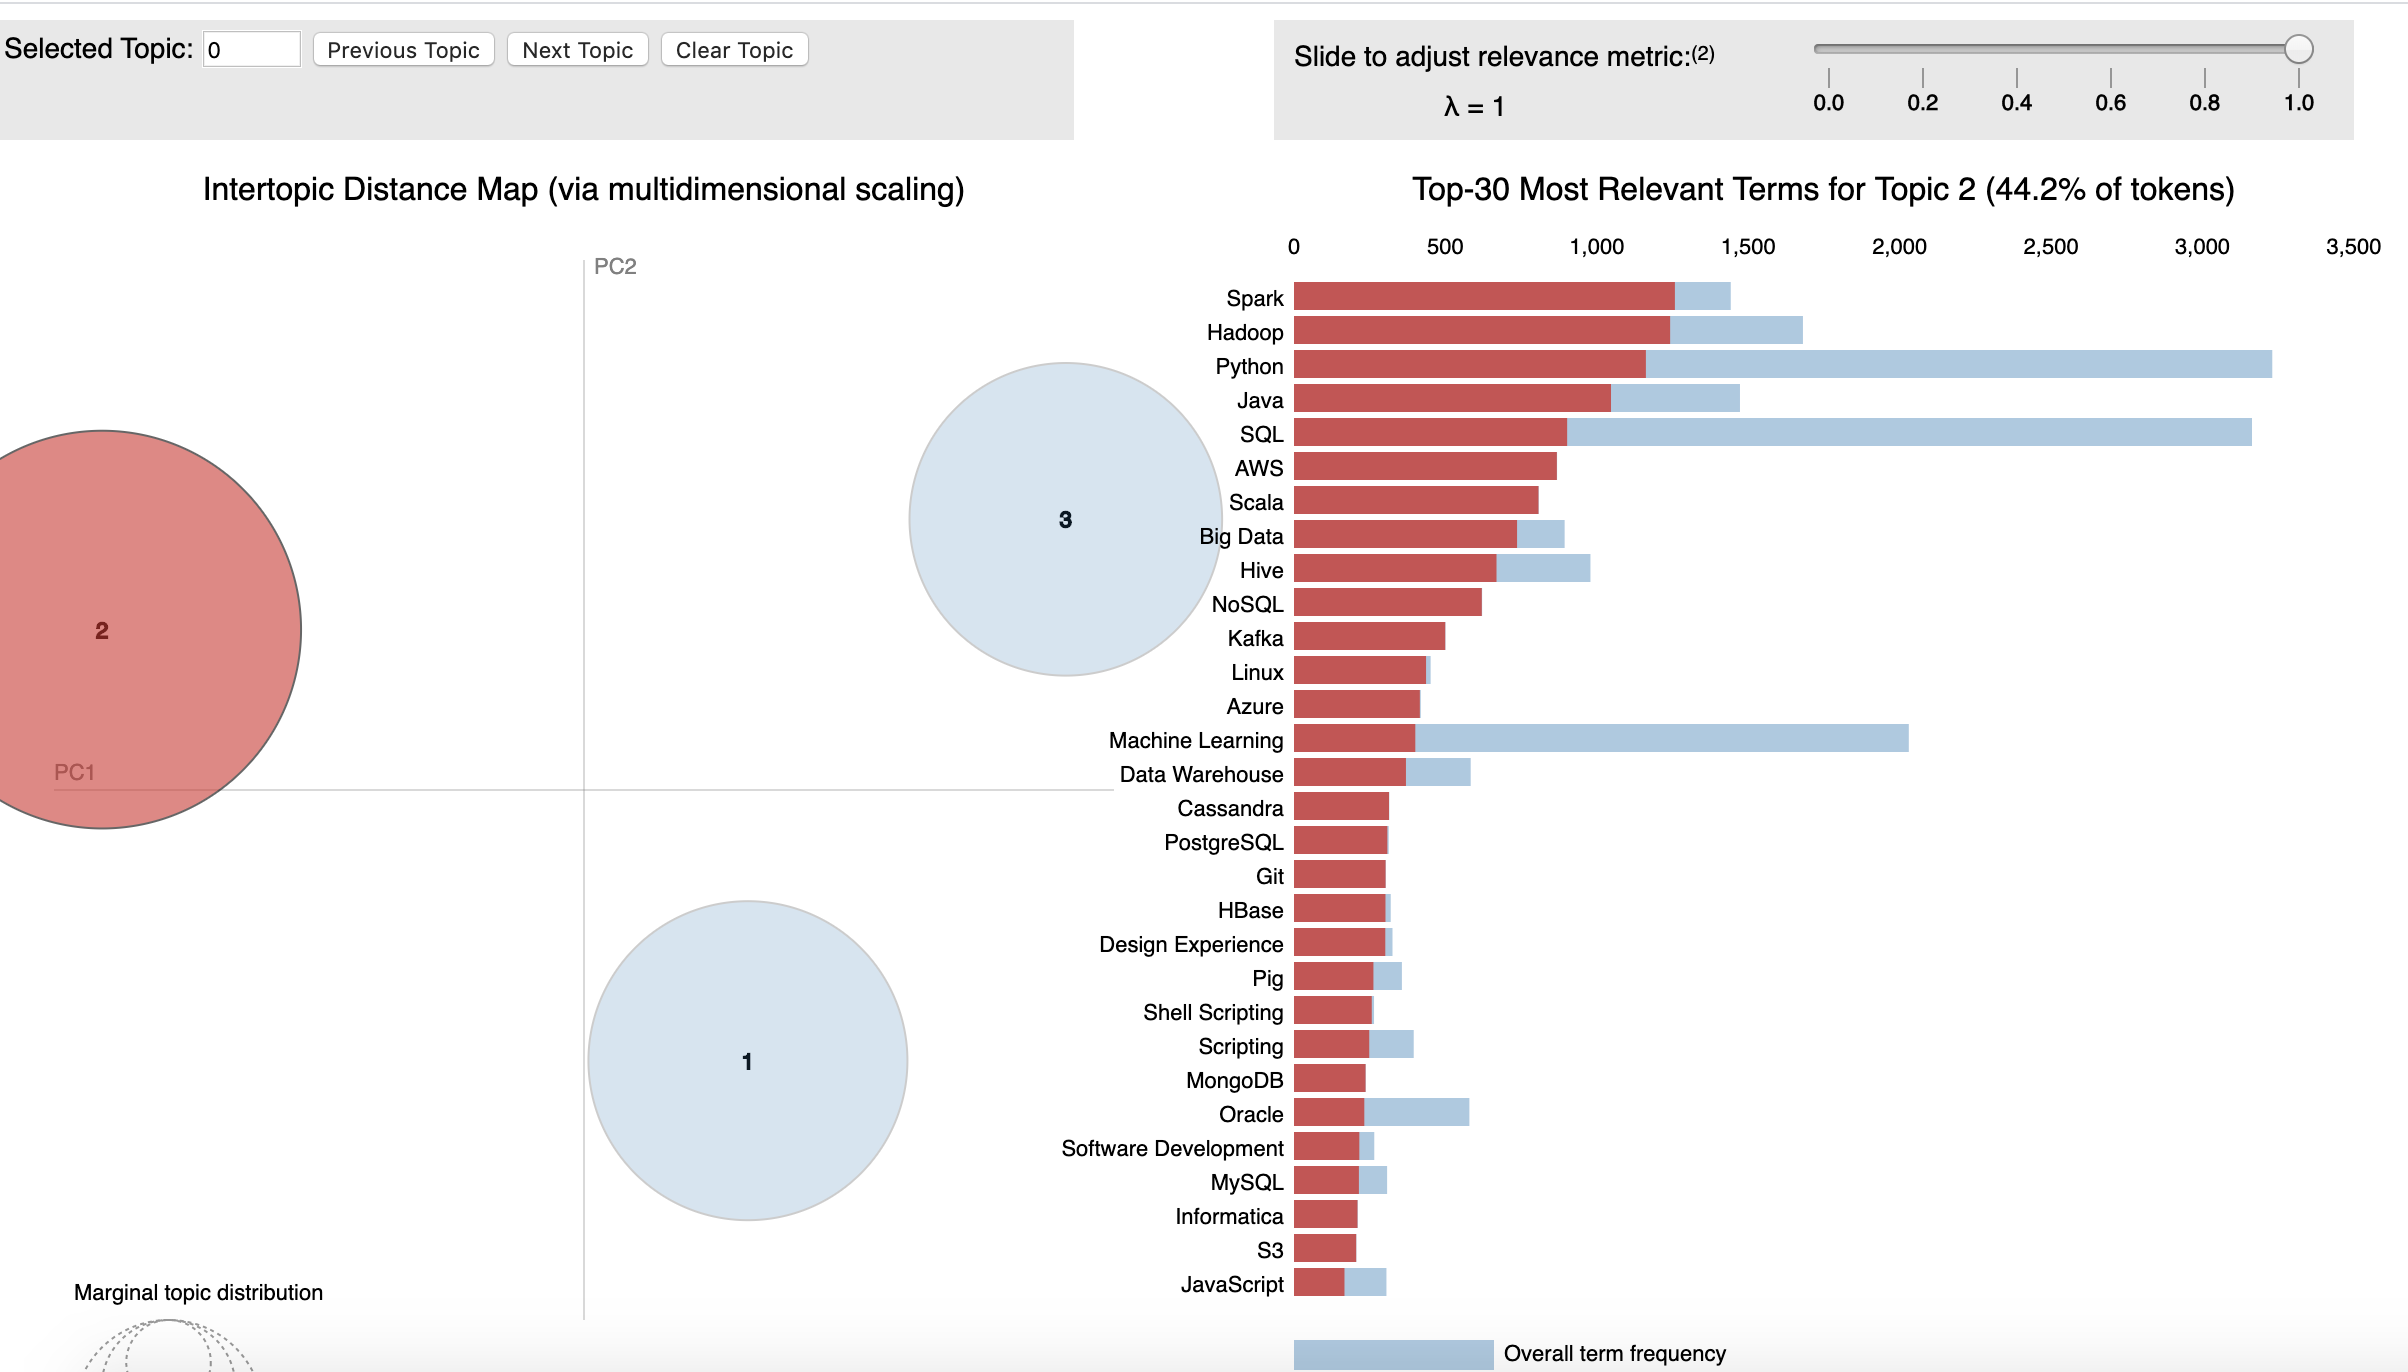 Selected Topic: 0 Previous Topic Next Topic Clear Topic
Slide to adjust relevance metric:(2)
λ = 1
0.0 0.2 0.4 0.6 0.8 1.0
Intertopic Distance Map (via multidimensional scaling)
PC2
3
2
PC1
1
Marginal topic distribution
Top-30 Most Relevant Terms for Topic 2 (44.2% of tokens)
0 500 1,000 1,500 2,000 2,500 3,000 3,500
Spark
Hadoop
Python
Java
SQL
AWS
Scala
Big Data
Hive
NoSQL
Kafka
Linux
Azure
Machine Learning
Data Warehouse
Cassandra
PostgreSQL
Git
HBase
Design Experience
Pig
Shell Scripting
Scripting
MongoDB
Oracle
Software Development
MySQL
Informatica
S3
JavaScript
Overall term frequency